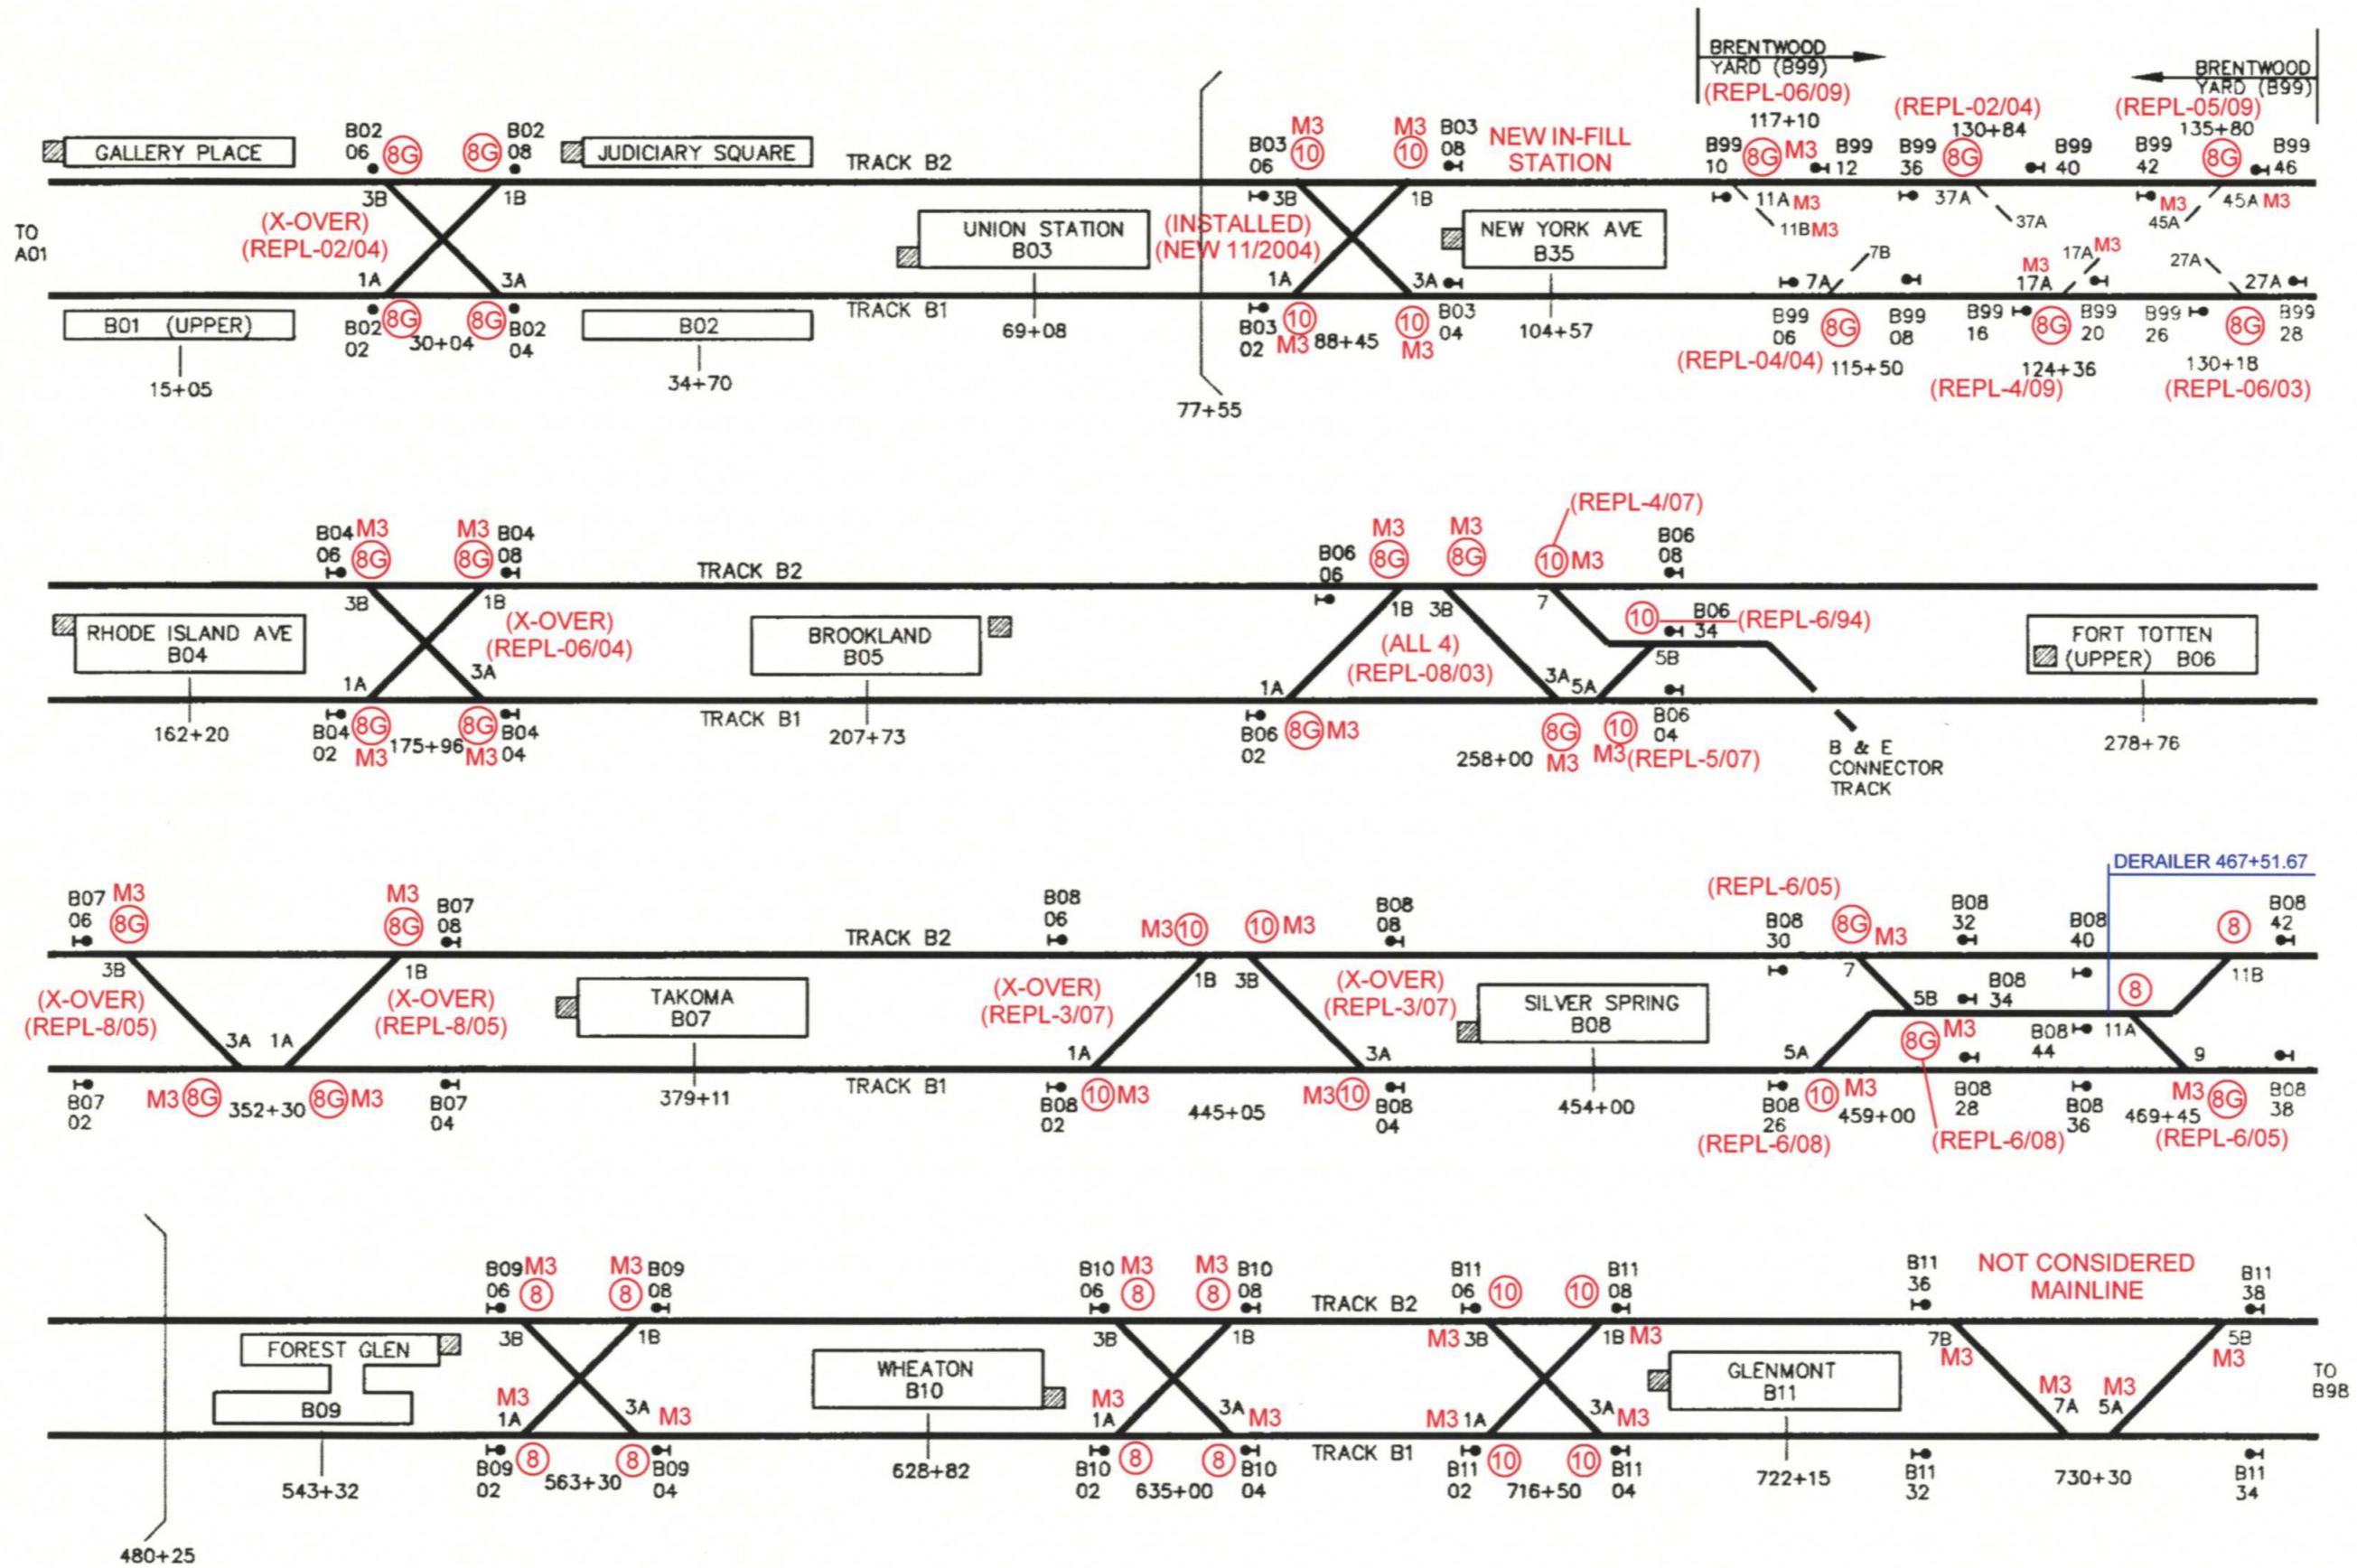 BRENTWOOD
YARD (B99)
(REPL-06/09)
117+10
BRENTWOOD
YARD (B99)
(REPL-02/04)
130+84
(REPL-05/09)
135+80
GALLERY PLACE
B02
06
8G
8G
B02
08
JUDICIARY SQUARE
TRACK B2
B03
06
M3
10
M3
10
B03
08
NEW IN-FILL
STATION
B99
10
8G
M3
B99
12
B99
36
8G
B99
40
B99
42
8G
B99
46
TO
A01
3B
1B
(X-OVER)
(REPL-02/04)
1A
3A
UNION STATION
B03
(INSTALLED)
(NEW 11/2004)
3B
1B
1A
3A
NEW YORK AVE
B35
11A M3
11B M3
37A
37A
M3
45A
45A M3
7A
7B
M3
17A
17A M3
27A
27A
B01 (UPPER)
15+05
B02
02
8G
30+04
8G
B02
04
B02
34+70
TRACK B1
69+08
77+55
B03
02
10
M3
88+45
10
M3
B03
04
104+57
B99
06
8G
B99
08
(REPL-04/04)
115+50
B99
16
8G
B99
20
124+36
(REPL-4/09)
B99
26
8G
B99
28
130+18
(REPL-06/03)
B04
06
M3
8G
M3
8G
B04
08
TRACK B2
B06
06
M3
8G
M3
8G
(REPL-4/07)
10 M3
B06
08
RHODE ISLAND AVE
B04
3B
1B
(X-OVER)
(REPL-06/04)
1A
3A
BROOKLAND
B05
1B
3B
7
(ALL 4)
(REPL-08/03)
1A
3A
5A
10
B06
34
(REPL-6/94)
5B
FORT TOTTEN
(UPPER) B06
162+20
B04
02
8G
M3
175+96
8G
M3
B04
04
TRACK B1
207+73
B06
02
8G M3
258+00
8G
M3
10
M3 (REPL-5/07)
B06
04
B & E
CONNECTOR
TRACK
278+76
DERAILER 467+51.67
B07
06
M3
8G
M3
8G
B07
08
TRACK B2
B08
06
M3 10
10 M3
B08
08
(REPL-6/05)
B08
30
8G
M3
B08
32
B08
40
8
B08
42
3B
1B
(X-OVER)
(REPL-8/05)
3A
1A
(X-OVER)
(REPL-8/05)
TAKOMA
B07
(X-OVER)
(REPL-3/07)
1B
3B
1A
3A
(X-OVER)
(REPL-3/07)
SILVER SPRING
B08
7
5B
B08
34
8
11B
5A
8G
M3
B08
44
11A
9
B07
02
M3 8G
352+30
8G M3
B07
04
379+11
TRACK B1
B08
02
10 M3
445+05
M3 10
B08
04
454+00
B08
26
10
M3
459+00
(REPL-6/08)
B08
28
(REPL-6/08)
B08
36
469+45
M3
8G
(REPL-6/05)
B08
38
480+25
FOREST GLEN
B09
543+32
B09
06
M3
8
M3
8
B09
08
3B
1B
M3
1A
3A
M3
B09
02
8
563+30
8
B09
04
WHEATON
B10
628+82
B10
06
M3
8
M3
8
B10
08
3B
1B
M3
1A
3A
M3
B10
02
8
635+00
8
B10
04
TRACK B2
TRACK B1
B11
06
10
10
B11
08
M3 3B
1B M3
M3 1A
3A M3
B11
02
10
716+50
10
B11
04
GLENMONT
B11
722+15
B11
36
NOT CONSIDERED
MAINLINE
B11
38
7B
M3
5B
M3
M3
7A
M3
5A
TO
B98
B11
32
730+30
B11
34